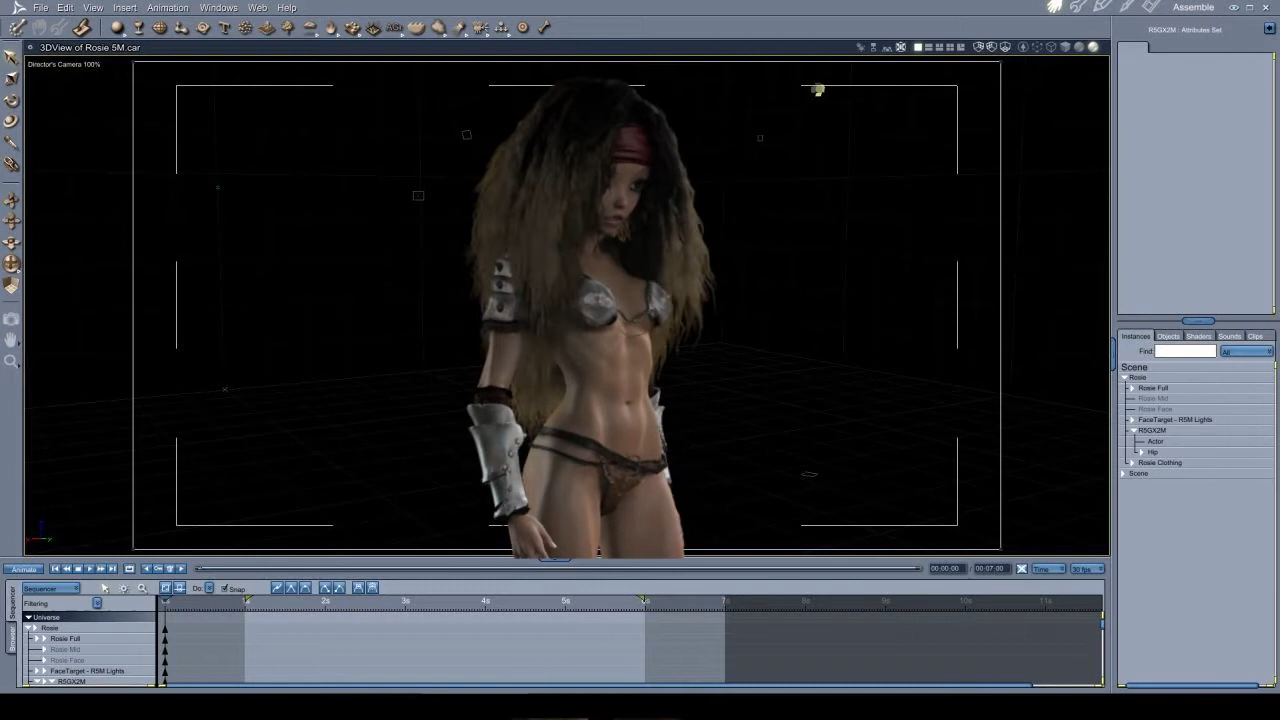 File Edit View Insert Animation Windows Web Help
Assemble
3DView of Rosie 5M.car
R5GX2M : Attributes Set
Director's Camera 100%
Instances Objects Shaders Sounds Clips
Find: All
Scene
Rosie
Rosie Full
Rosie Mid
Rosie Face
FaceTarget - R5M Lights
R5GX2M
Actor
Hip
Rosie Clothing
Scene
Animate
00:00:00 / 00:07:00 Time 30 fps
Sequencer Do: Snap
Filtering
2s 3s 4s 5s 6s 7s 8s 9s 10s 11s
Sequencer
Browser
Universe
Rosie
Rosie Full
Rosie Mid
Rosie Face
FaceTarget - R5M Lights
R5GX2M